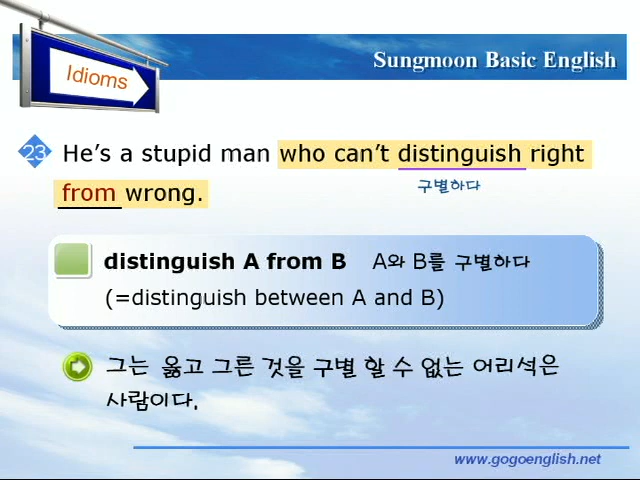 Idioms
Sungmoon Basic English
23 He's a stupid man who can't distinguish right
구별하다
from wrong.
distinguish A from B A와 B를 구별하다
(=distinguish between A and B)
그는 옳고 그른 것을 구별 할 수 없는 어리석은
사람이다.
www.gogoenglish.net